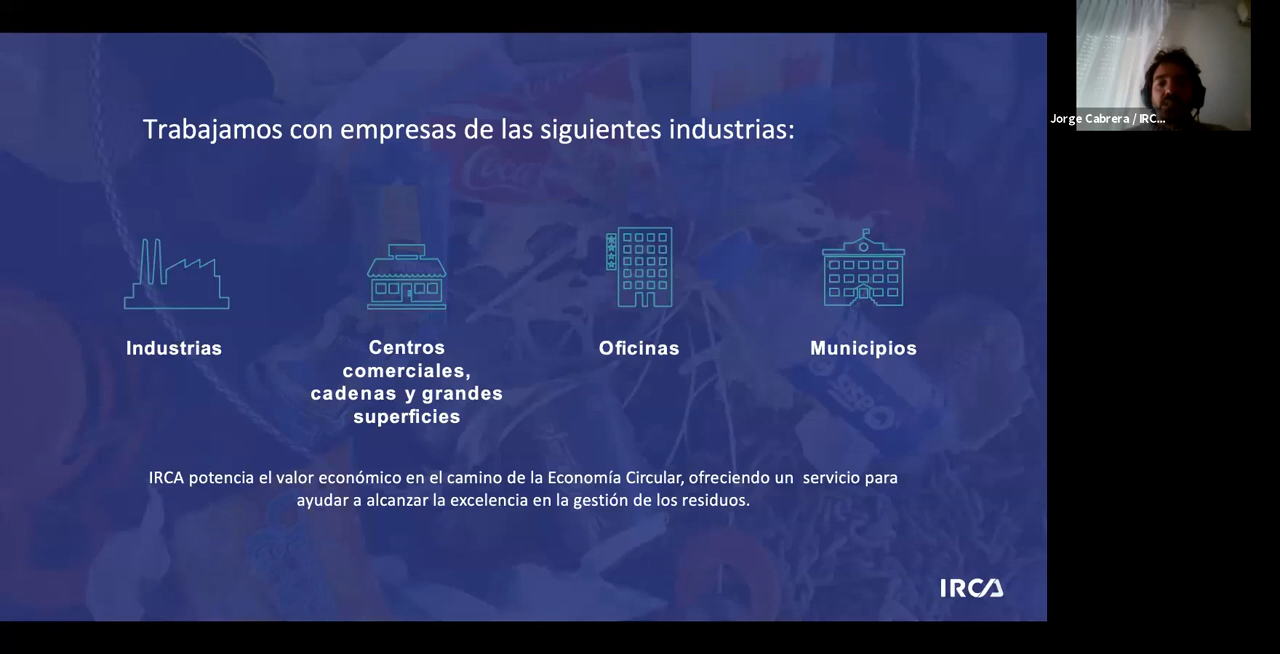 Trabajamos con empresas de las siguientes industrias:
Coca
Industrias
Centros
comerciales,
cadenas y grandes
superficies
Oficinas
Municipios
IRCA potencia el valor económico en el camino de la Economía Circular, ofreciendo un servicio para
ayudar a alcanzar la excelencia en la gestión de los residuos.
IRCA
Jorge Cabrera / IRC...